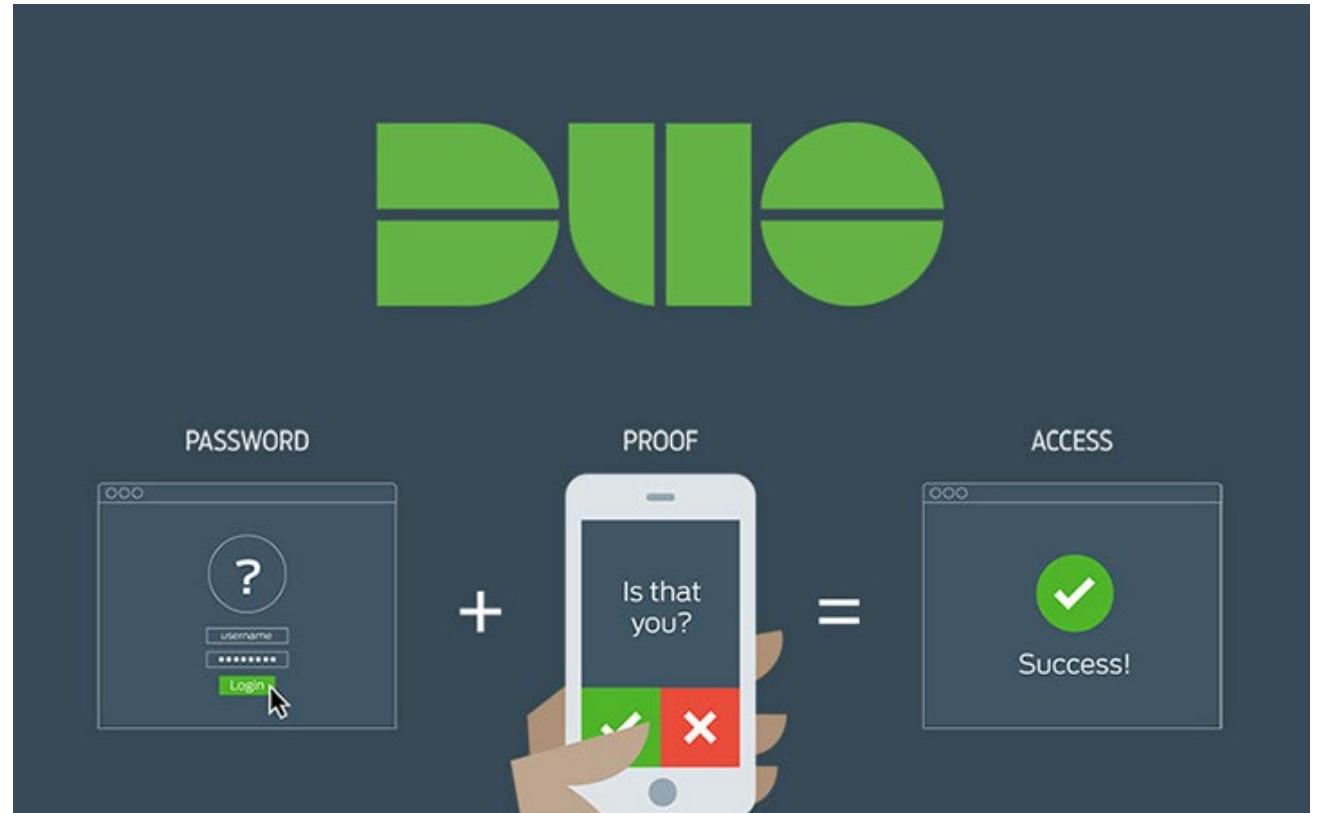 DUO
PASSWORD
PROOF
ACCESS
?
username
••••••••
Login
+
Is that
you?
=
Success!